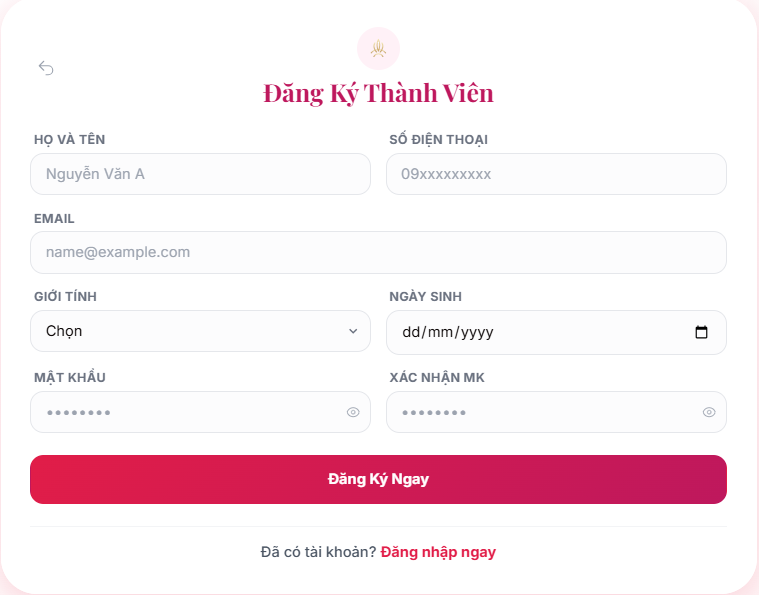 Đăng Ký Thành Viên
HỌ VÀ TÊN
SỐ ĐIỆN THOẠI
Nguyễn Văn A
09xxxxxxxxx
EMAIL
name@example.com
GIỚI TÍNH
NGÀY SINH
Chọn
dd/mm/yyyy
MẬT KHẨU
XÁC NHẬN MK
••••••••
••••••••
Đăng Ký Ngay
Đã có tài khoản? Đăng nhập ngay